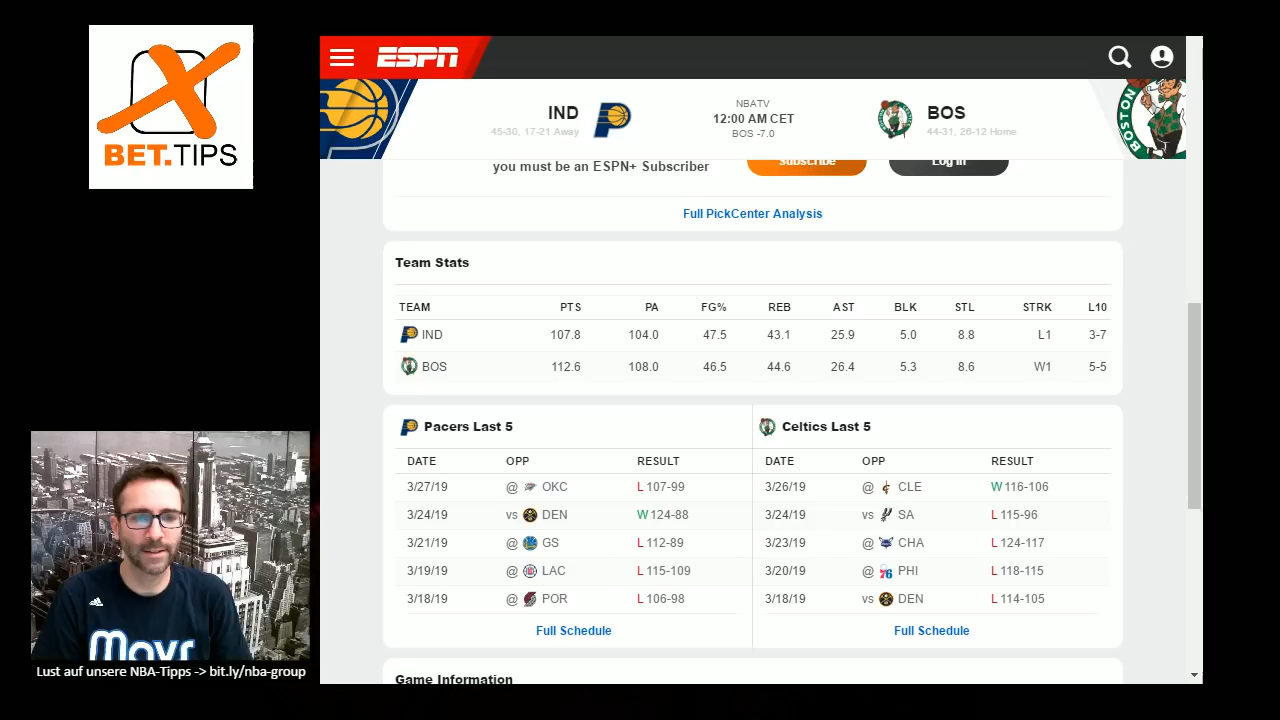 BET.TIPS
ESPN
IND
45-30, 17-21 Away
NBATV
12:00 AM CET
BOS -7.0
BOS
44-31, 26-12 Home
BOSTON
you must be an ESPN+ Subscriber
Subscribe
Log In
Full PickCenter Analysis
Team Stats
TEAM PTS PA FG% REB AST BLK STL STRK L10
IND 107.8 104.0 47.5 43.1 25.9 5.0 8.8 L1 3-7
BOS 112.6 108.0 46.5 44.6 26.4 5.3 8.6 W1 5-5
Pacers Last 5
DATE OPP RESULT
3/27/19 @ OKC L 107-99
3/24/19 vs DEN W 124-88
3/21/19 @ GS L 112-89
3/19/19 @ LAC L 115-109
3/18/19 @ POR L 106-98
Full Schedule
Celtics Last 5
DATE OPP RESULT
3/26/19 @ CLE W 116-106
3/24/19 vs SA L 115-96
3/23/19 @ CHA L 124-117
3/20/19 @ PHI L 118-115
3/18/19 vs DEN L 114-105
Full Schedule
Game Information
Lust auf unsere NBA-Tipps -> bit.ly/nba-group